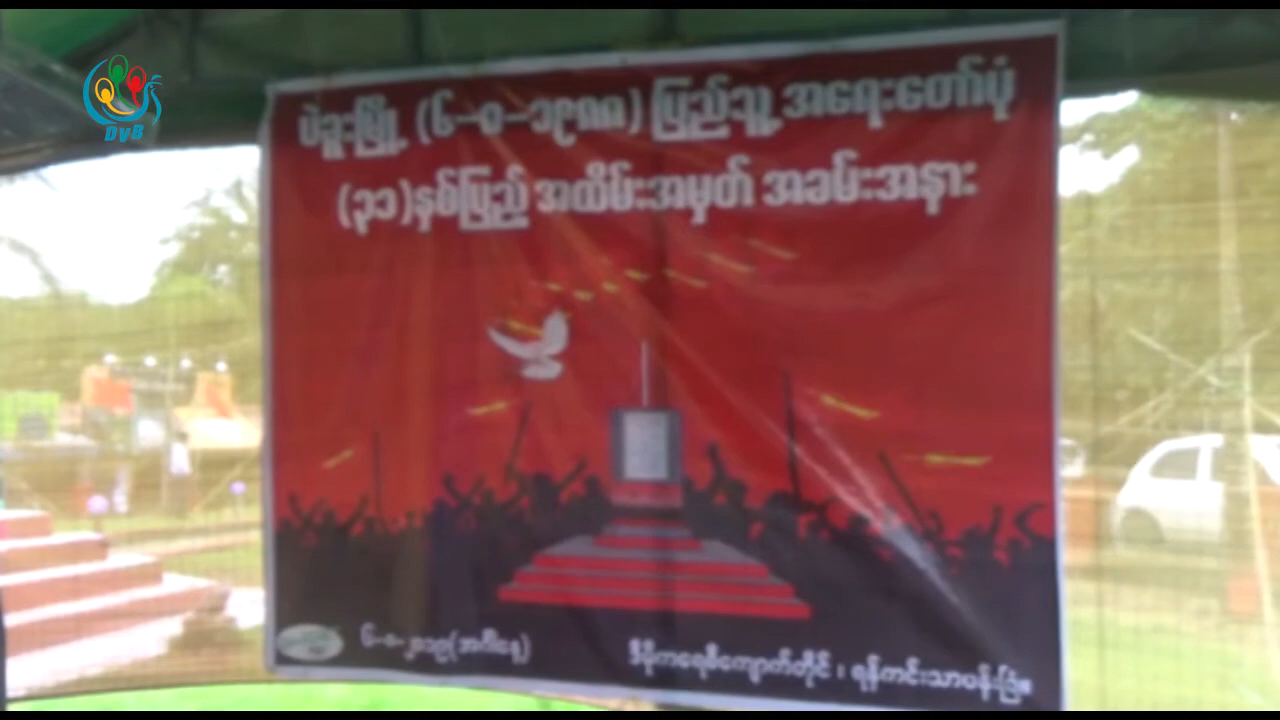 DVB
ပဲခူးမြို့ (၆-၈-၁၉၈၈) ပြည်သူ့အရေးတော်ပုံ
(၃၁)နှစ်ပြည့် အထိမ်းအမှတ် အခမ်းအနား
၆-၈-၂၀၁၉(အင်္ဂါနေ့)
ဒီမိုကရေစီကျောက်တိုင် ၊ ရန်ကင်းသာပန်းခြံ။